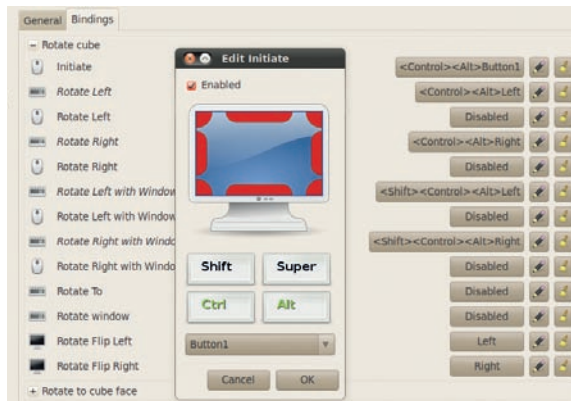 General Bindings
Rotate cube
Initiate <Control><Alt>Button1
Rotate Left <Control><Alt>Left
Rotate Left Disabled
Rotate Right <Control><Alt>Right
Rotate Right Disabled
Rotate Left with Window <Shift><Control><Alt>Left
Rotate Left with Window Disabled
Rotate Right with Windo <Shift><Control><Alt>Right
Rotate Right with Windo Disabled
Rotate To Disabled
Rotate window Disabled
Rotate Flip Left Left
Rotate Flip Right Right
Rotate to cube face
Edit Initiate
Enabled
Shift Super
Ctrl Alt
Button1
Cancel OK